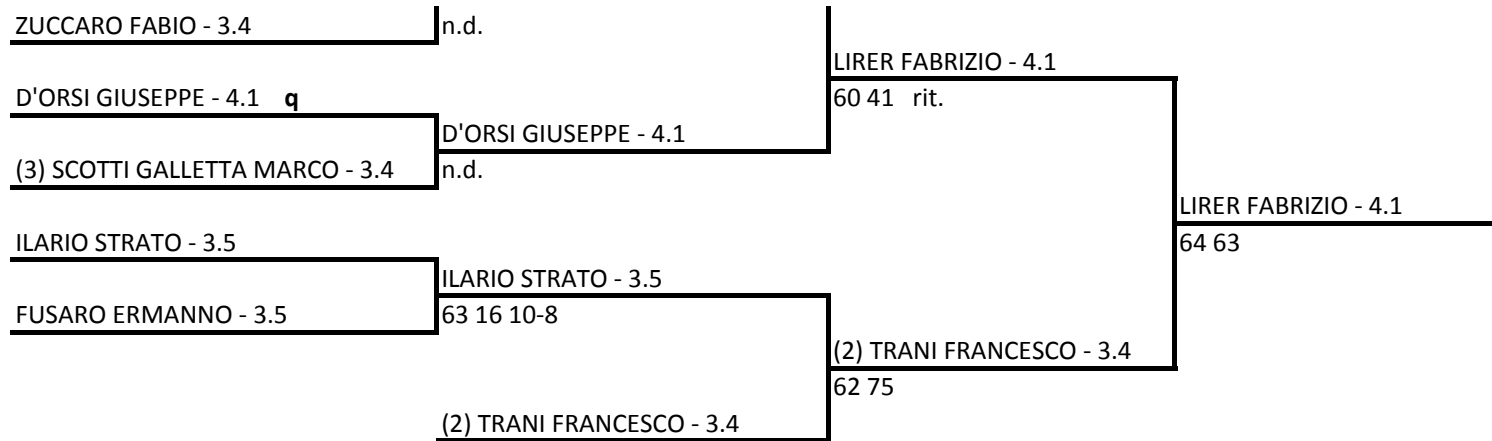 ZUCCARO FABIO - 3.4
n.d.
LIRER FABRIZIO - 4.1
D'ORSI GIUSEPPE - 4.1 q
60 41 rit.
D'ORSI GIUSEPPE - 4.1
(3) SCOTTI GALLETTA MARCO - 3.4
n.d.
LIRER FABRIZIO - 4.1
ILARIO STRATO - 3.5
64 63
ILARIO STRATO - 3.5
FUSARO ERMANNO - 3.5
63 16 10-8
(2) TRANI FRANCESCO - 3.4
62 75
(2) TRANI FRANCESCO - 3.4